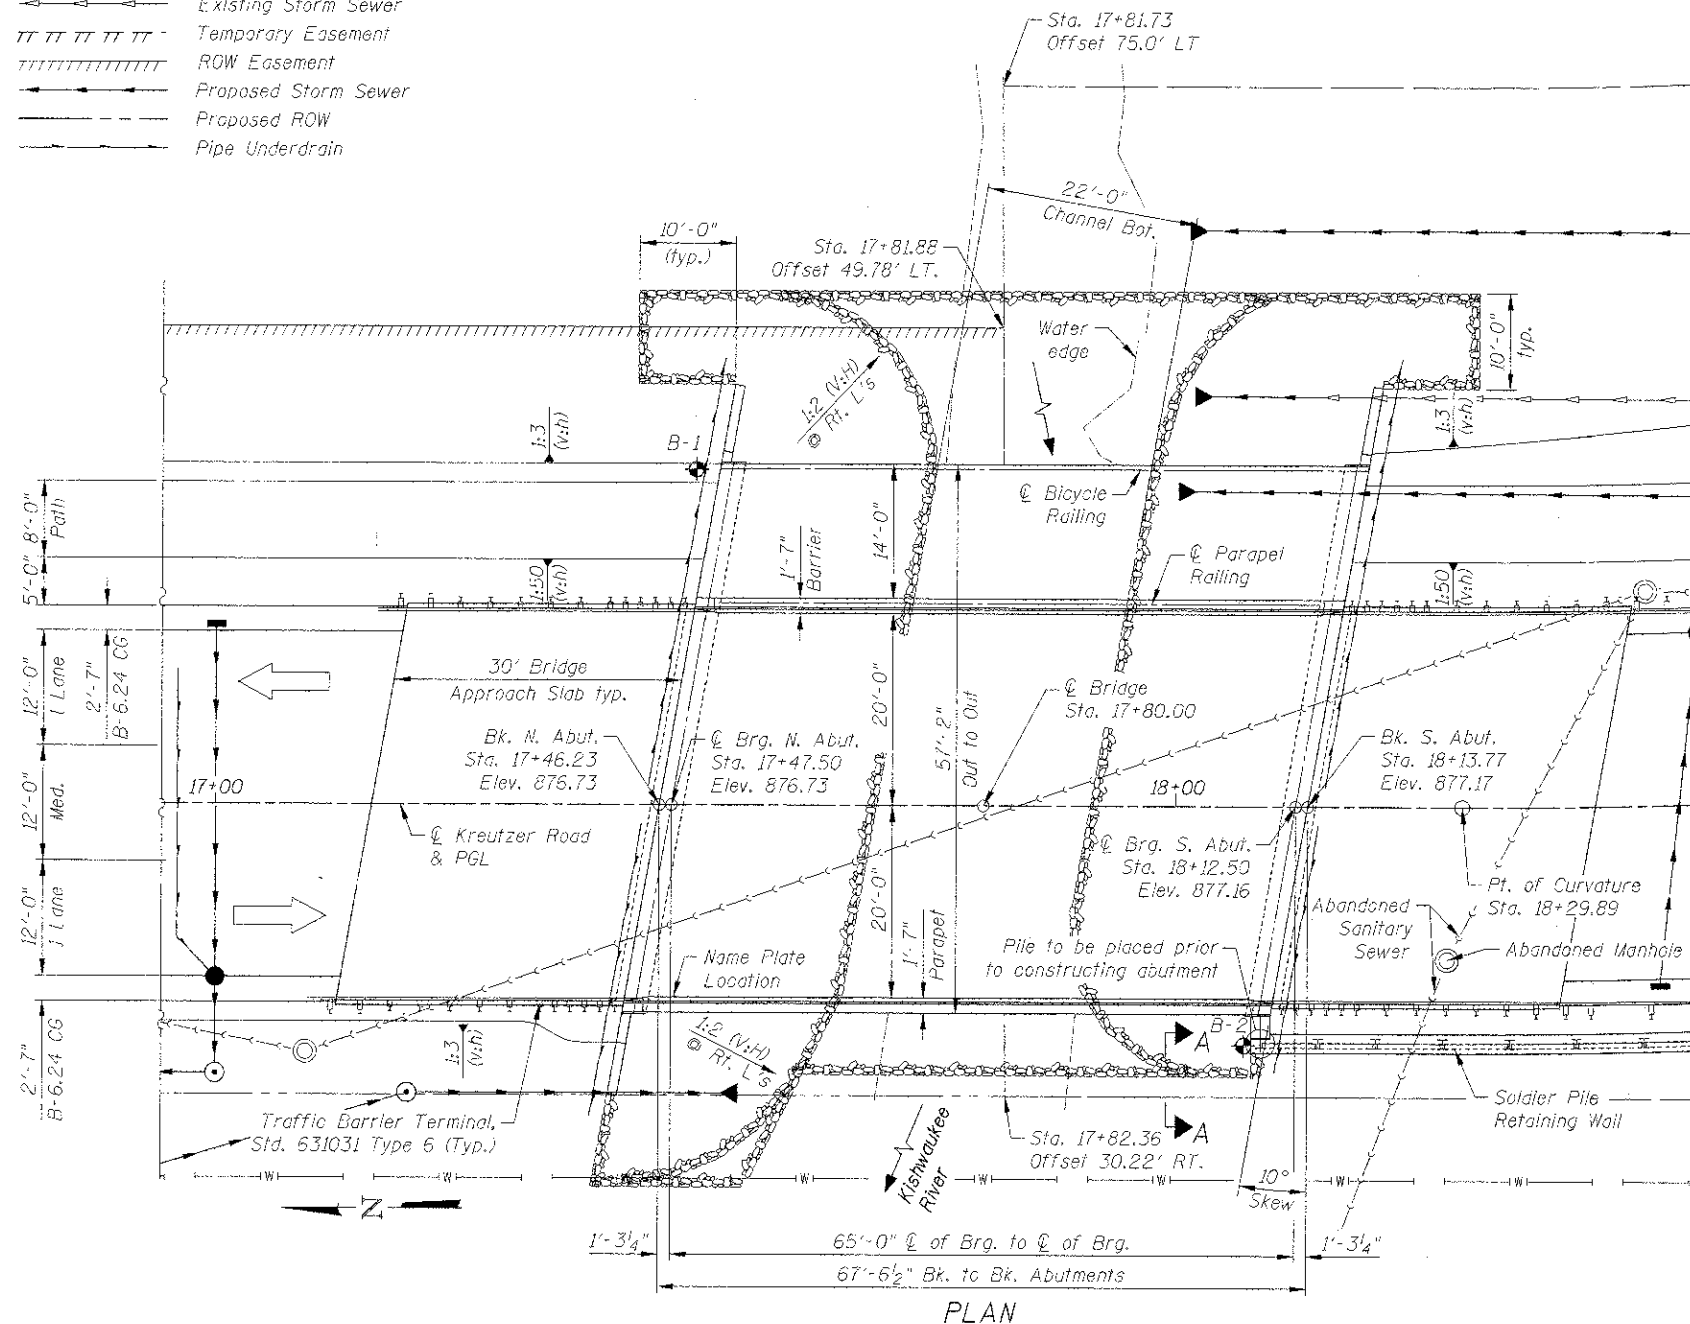 Existing Storm Sewer
Temporary Easement
ROW Easement
Proposed Storm Sewer
Proposed ROW
Pipe Underdrain
Sta. 17+81.73
Offset 75.0' LT
22'-0"
Channel Bot.
10'-0"
(typ.)
Sta. 17+81.88
Offset 49.78' LT.
Water
edge
10'-0"
typ.
1:2 (V:H)
@ Rt. L's
1:3
(v:h)
B-1
1:3
(v:h)
8'-0"
Path
5'-0"
℄ Bicycle
Railing
14'-0"
1'-7"
Barrier
℄ Parapet
Railing
1:50
(v:h)
1:50
(v:h)
12'-0"
1 Lane
2'-7"
B-6.24 CG
30' Bridge
Approach Slab typ.
20'-0"
51'-2"
Out to Out
℄ Bridge
Sta. 17+80.00
Bk. N. Abut.
Sta. 17+46.23
Elev. 876.73
℄ Brg. N. Abut.
Sta. 17+47.50
Elev. 876.73
Bk. S. Abut.
Sta. 18+13.77
Elev. 877.17
12'-0"
Med.
17+00
18+00
℄ Kreutzer Road
& PGL
℄ Brg. S. Abut.
Sta. 18+12.50
Elev. 877.16
Pt. of Curvature
Sta. 18+29.89
12'-0"
1 Lane
20'-0"
1'-7"
Parapet
Abandoned
Sanitary
Sewer
Abandoned Manhole
Name Plate
Location
Pile to be placed prior
to constructing abutment
2'-7"
B-6.24 CG
1:3
(v:h)
1:2 (V:H)
@ Rt. L's
B-2
A
A
Traffic Barrier Terminal,
Std. 631031 Type 6 (Typ.)
Soldier Pile
Retaining Wall
Sta. 17+82.36
Offset 30.22' RT.
Kishwaukee
River
W W W W W W W
10°
Skew
N
1'-3¼"
65'-0" ℄ of Brg. to ℄ of Brg.
1'-3¼"
67'-6½" Bk. to Bk. Abutments
PLAN